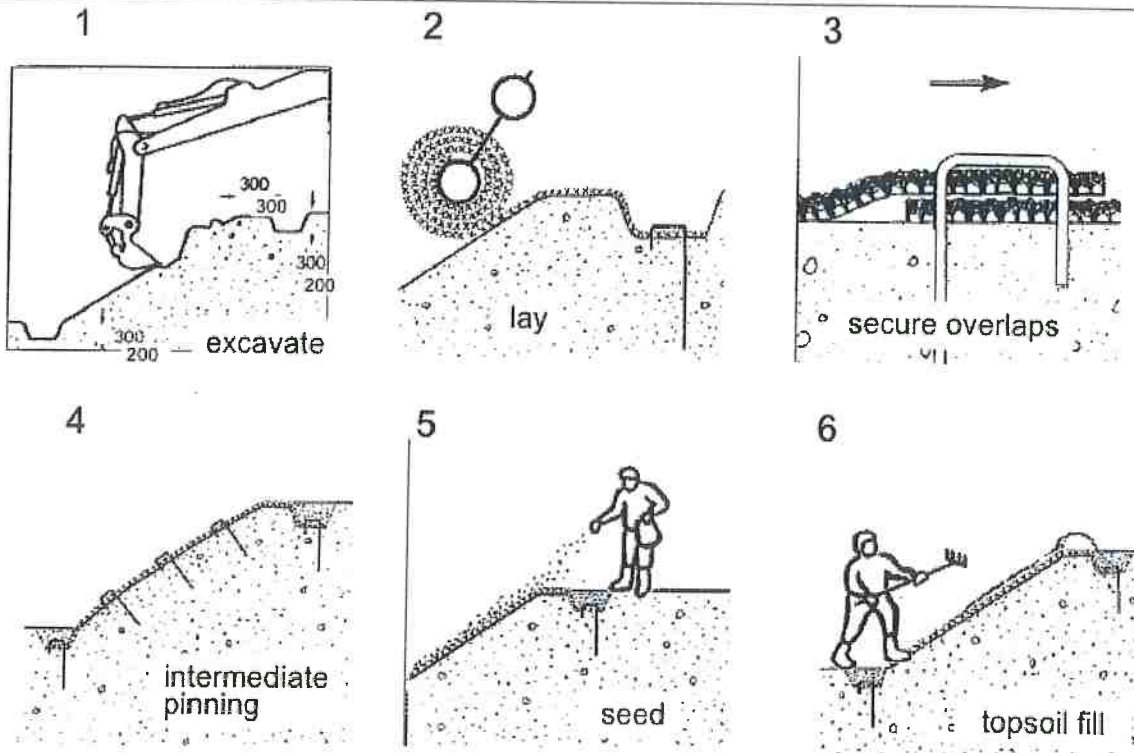 1
2
3
300
300
300
200
300
200
excavate
lay
secure overlaps
4
5
6
intermediate
pinning
seed
topsoil fill